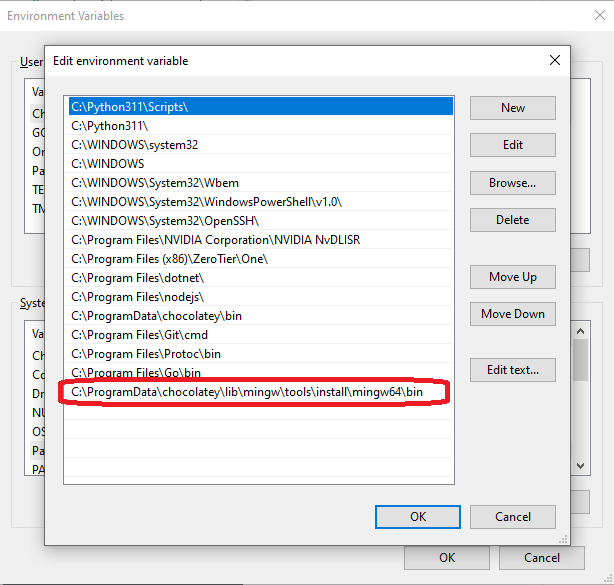 Environment Variables
User
Edit environment variable
Va
Ch
GO
On
Pa
TE
TM
C:\Python311\Scripts\
C:\Python311\
C:\WINDOWS\system32
C:\WINDOWS
C:\WINDOWS\System32\Wbem
C:\WINDOWS\System32\WindowsPowerShell\v1.0\
C:\WINDOWS\System32\OpenSSH\
C:\Program Files\NVIDIA Corporation\NVIDIA NvDLISR
C:\Program Files (x86)\ZeroTier\One\
C:\Program Files\dotnet\
C:\Program Files\nodejs\
C:\ProgramData\chocolatey\bin
C:\Program Files\Git\cmd
C:\Program Files\Protoc\bin
C:\Program Files\Go\bin
C:\ProgramData\chocolatey\lib\mingw\tools\install\mingw64\bin
New
Edit
Browse...
Delete
Move Up
Move Down
Edit text...
Syste
Va
Ch
Co
Dr
NU
OS
Pa
PA
OK
Cancel
OK
Cancel